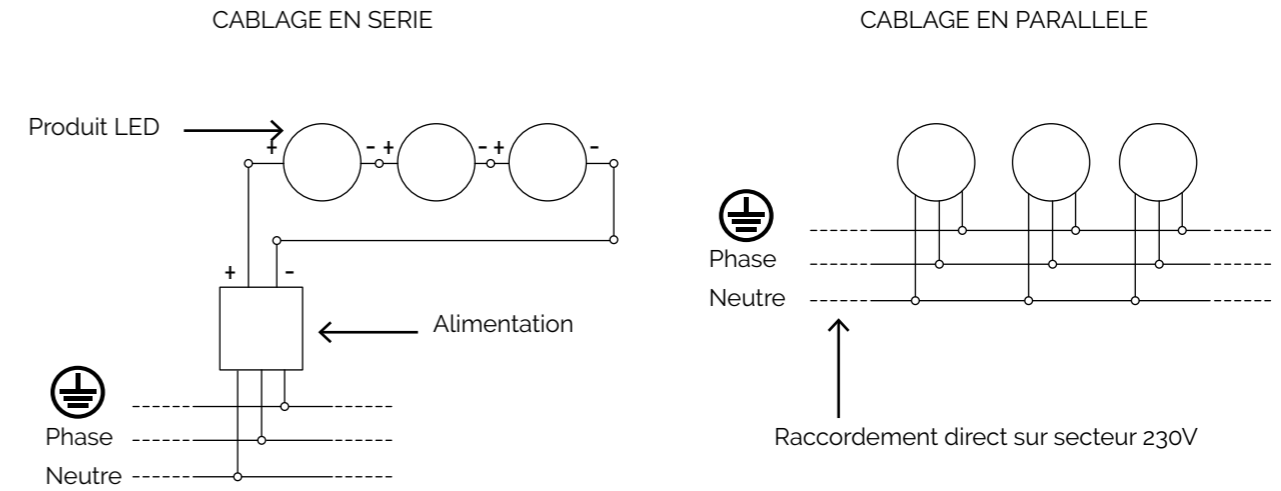 CABLAGE EN SERIE
Produit LED
+ - + - + -
+ -
Alimentation
Phase
Neutre
CABLAGE EN PARALLELE
Phase
Neutre
Raccordement direct sur secteur 230V